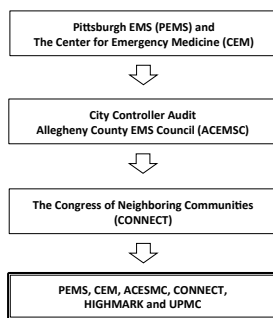 Pittsburgh EMS (PEMS) and
The Center for Emergency Medicine (CEM)
City Controller Audit
Allegheny County EMS Council (ACEMSC)
The Congress of Neighboring Communities
(CONNECT)
PEMS, CEM, ACESMC, CONNECT,
HIGHMARK and UPMC